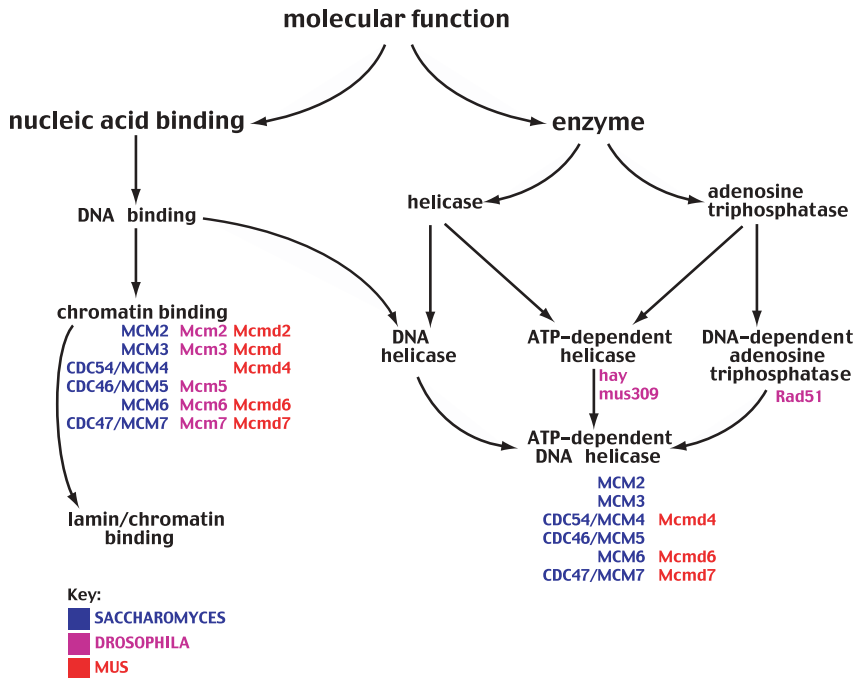 molecular function
nucleic acid binding
enzyme
DNA binding
helicase
adenosine
triphosphatase
chromatin binding
MCM2 Mcm2 Mcmd2
MCM3 Mcm3 Mcmd
CDC54/MCM4 Mcmd4
CDC46/MCM5 Mcm5
MCM6 Mcm6 Mcmd6
CDC47/MCM7 Mcm7 Mcmd7
DNA
helicase
ATP-dependent
helicase
hay
mus309
DNA-dependent
adenosine
triphosphatase
Rad51
lamin/chromatin
binding
ATP-dependent
DNA helicase
MCM2
MCM3
CDC54/MCM4 Mcmd4
CDC46/MCM5
MCM6 Mcmd6
CDC47/MCM7 Mcmd7
Key:
SACCHAROMYCES
DROSOPHILA
MUS